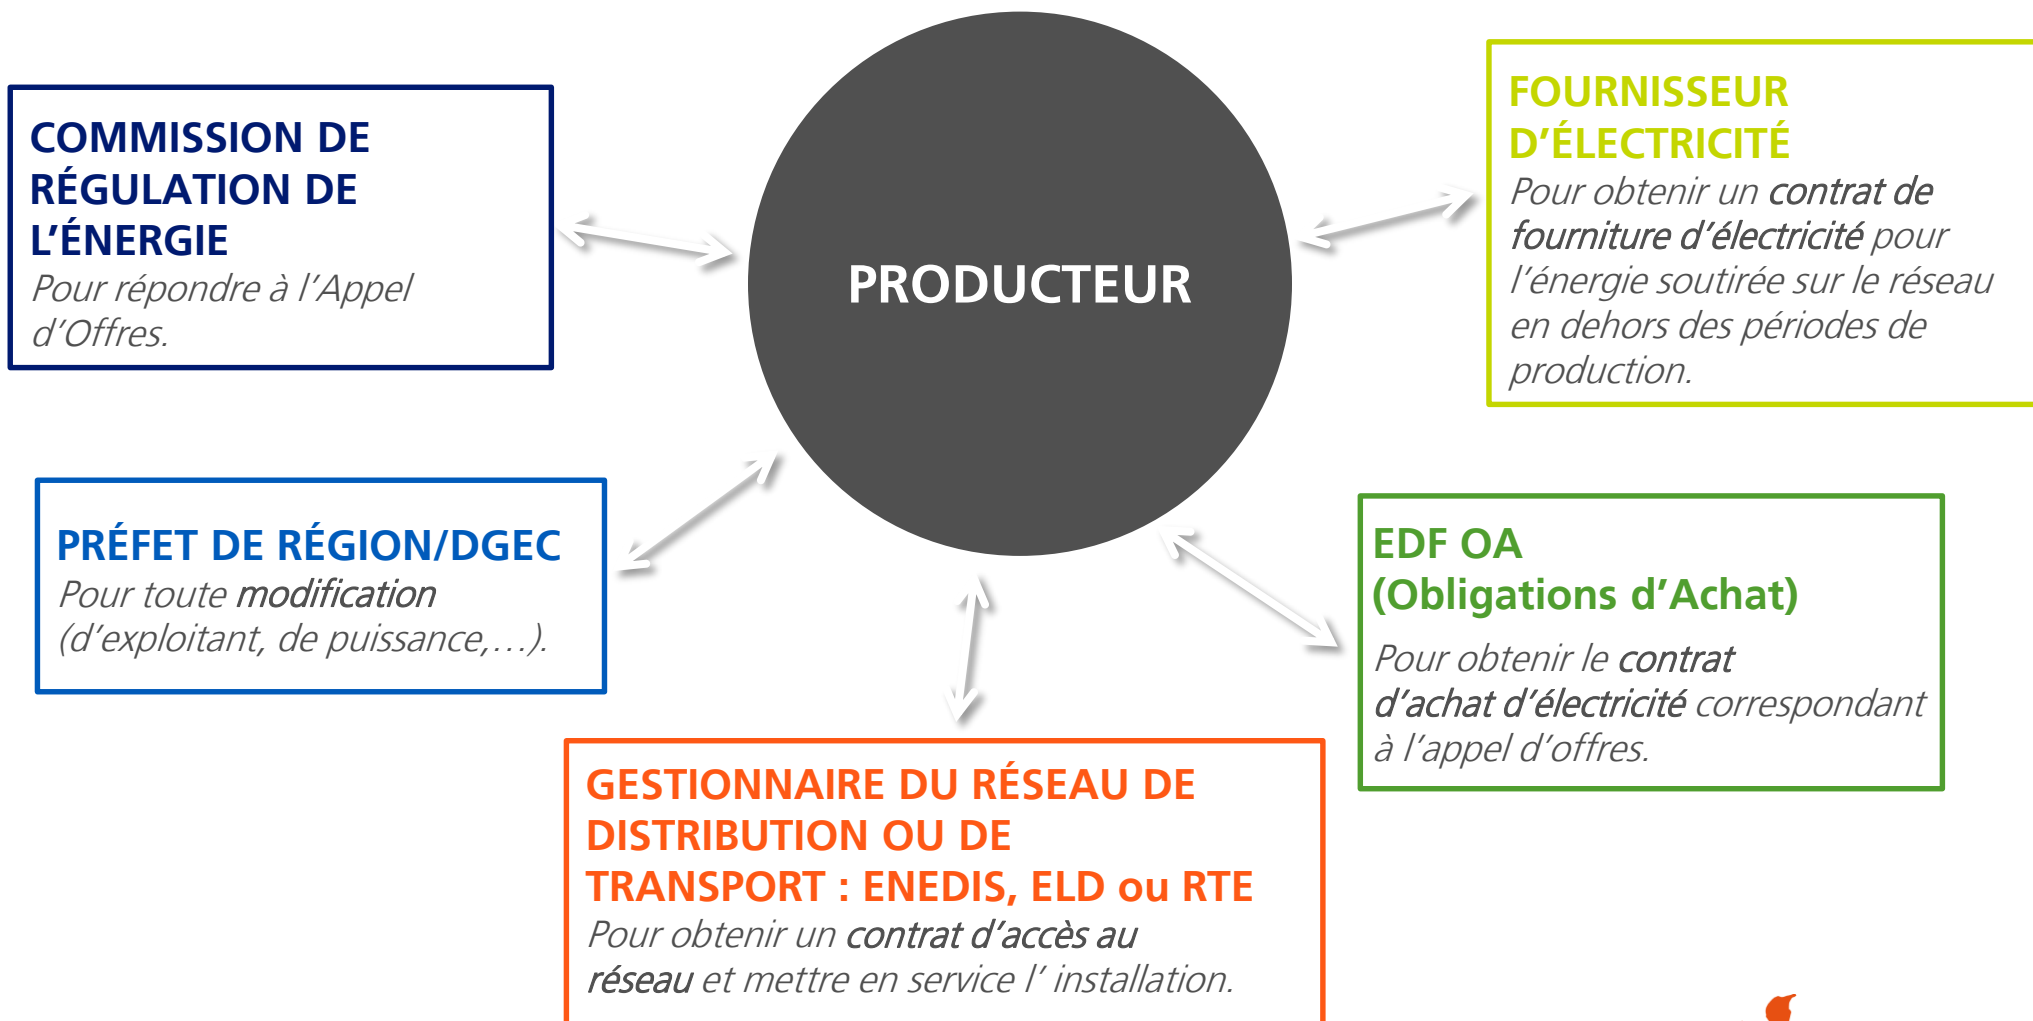 COMMISSION DE
RÉGULATION DE
L’ÉNERGIE
Pour répondre à l’Appel
d’Offres.
PRODUCTEUR
FOURNISSEUR
D’ÉLECTRICITÉ
Pour obtenir un contrat de
fourniture d’électricité pour
l’énergie soutirée sur le réseau
en dehors des périodes de
production.
PRÉFET DE RÉGION/DGEC
Pour toute modification
(d’exploitant, de puissance,…).
EDF OA
(Obligations d’Achat)
Pour obtenir le contrat
d’achat d’électricité correspondant
à l’appel d’offres.
GESTIONNAIRE DU RÉSEAU DE
DISTRIBUTION OU DE
TRANSPORT : ENEDIS, ELD ou RTE
Pour obtenir un contrat d’accès au
réseau et mettre en service l’ installation.